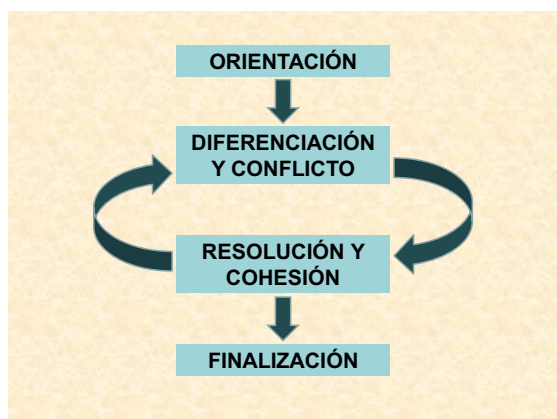 ORIENTACIÓN
DIFERENCIACIÓN
Y CONFLICTO
RESOLUCIÓN Y
COHESIÓN
FINALIZACIÓN